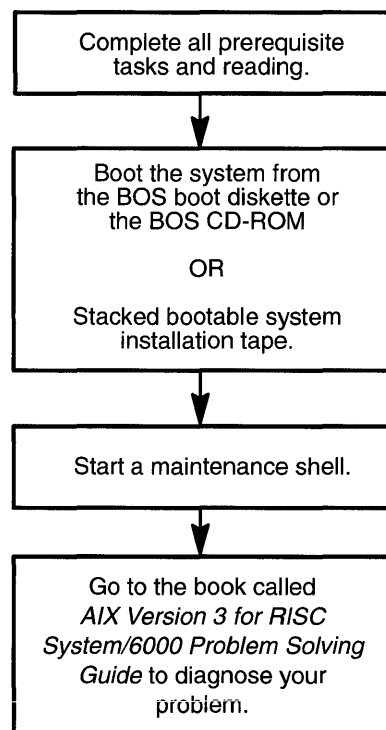 Complete all prerequisite
tasks and reading.
Boot the system from
the BOS boot diskette or
the BOS CD-ROM
OR
Stacked bootable system
installation tape.
Start a maintenance shell.
Go to the book called
AIX Version 3 for RISC
System/6000 Problem Solving
Guide to diagnose your
problem.